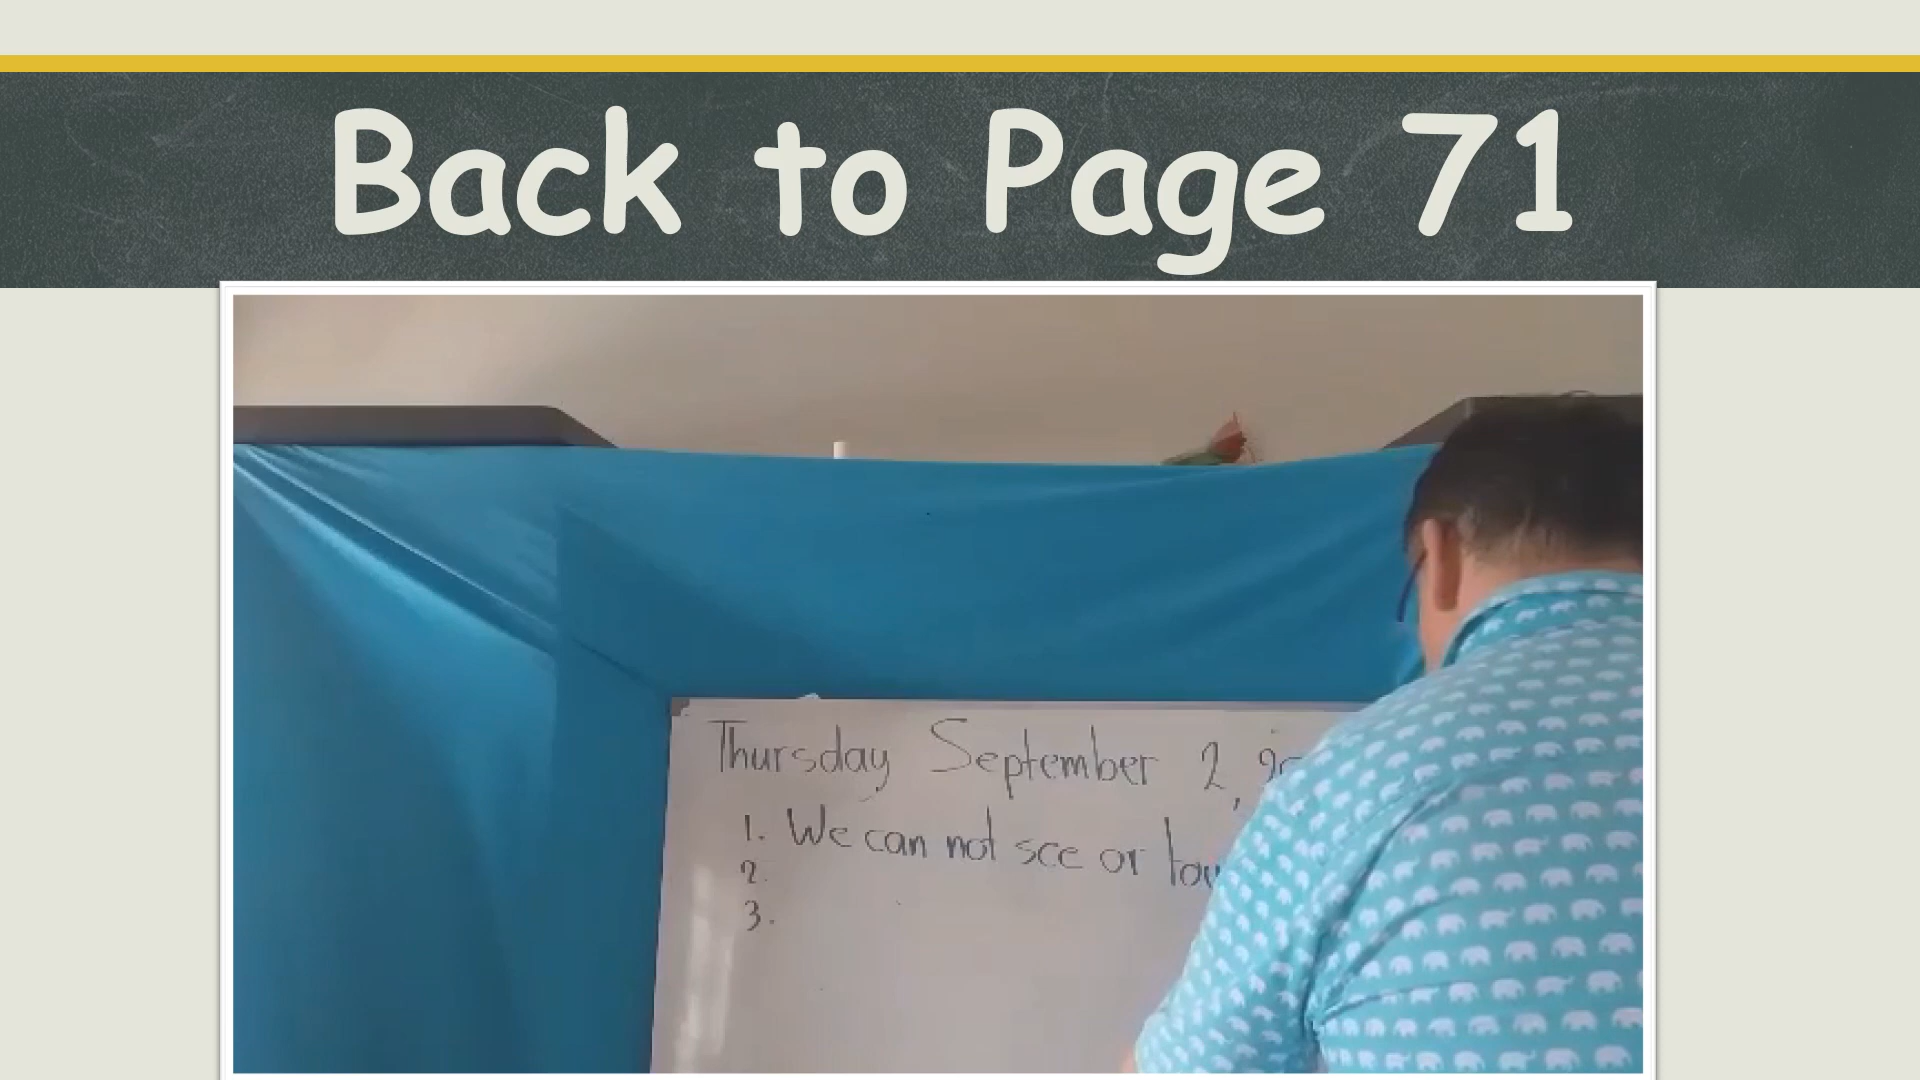 Back to Page 71
Thursday September 2,
1. We can not see or
2.
3.